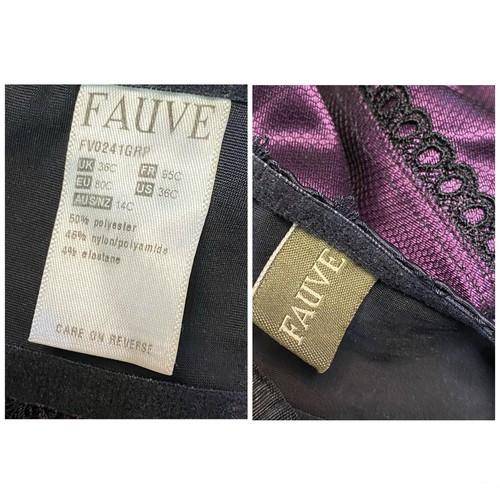 FAUVE
FV0241GRP
UK 36C FR 95C
EU 80C US 36C
AUS/NZ 14C
50% polyester
46% nylon/polyamide
4% elastane
CARE ON REVERSE
FAUVE